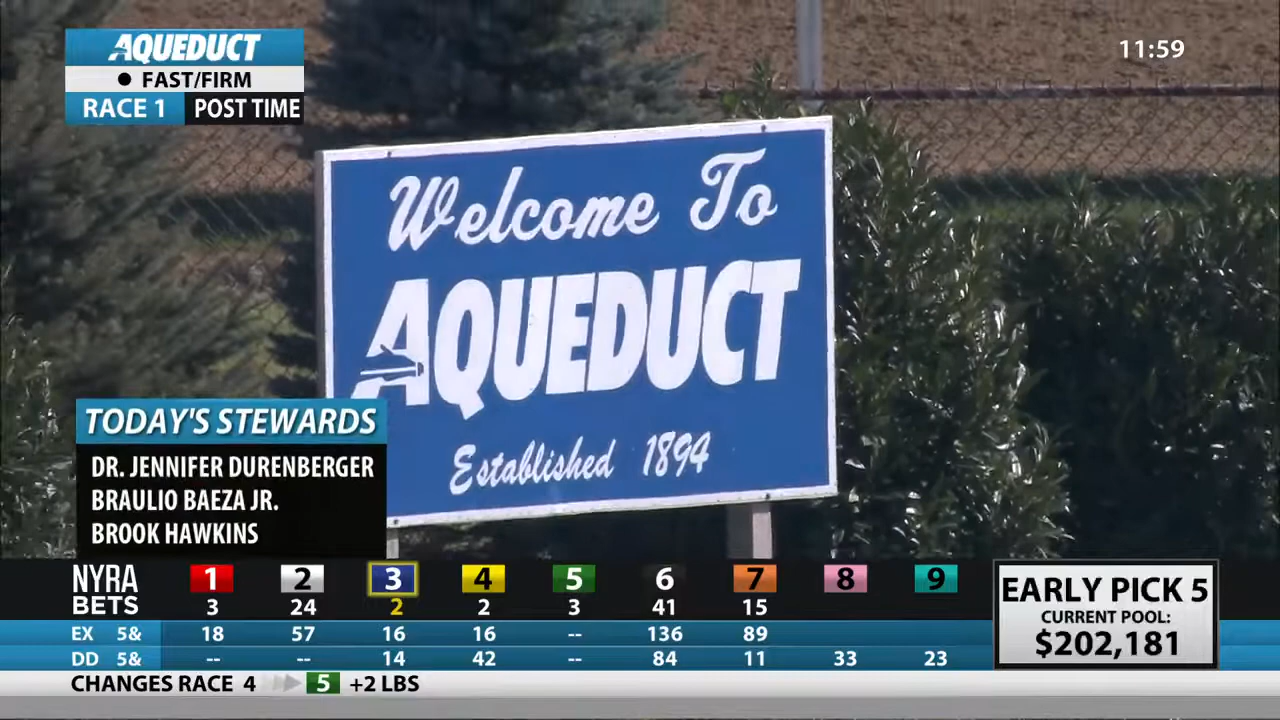 AQUEDUCT
11:59
● FAST/FIRM
RACE 1 POST TIME
Welcome To
AQUEDUCT
Established 1894
TODAY'S STEWARDS
DR. JENNIFER DURENBERGER
BRAULIO BAEZA JR.
BROOK HAWKINS
NYRA 1 2 3 4 5 6 7 8 9
BETS 3 24 2 2 3 41 15
EX 5& 18 57 16 16 -- 136 89
DD 5& -- -- 14 42 -- 84 11 33 23
EARLY PICK 5
CURRENT POOL:
$202,181
CHANGES RACE 4 5 +2 LBS